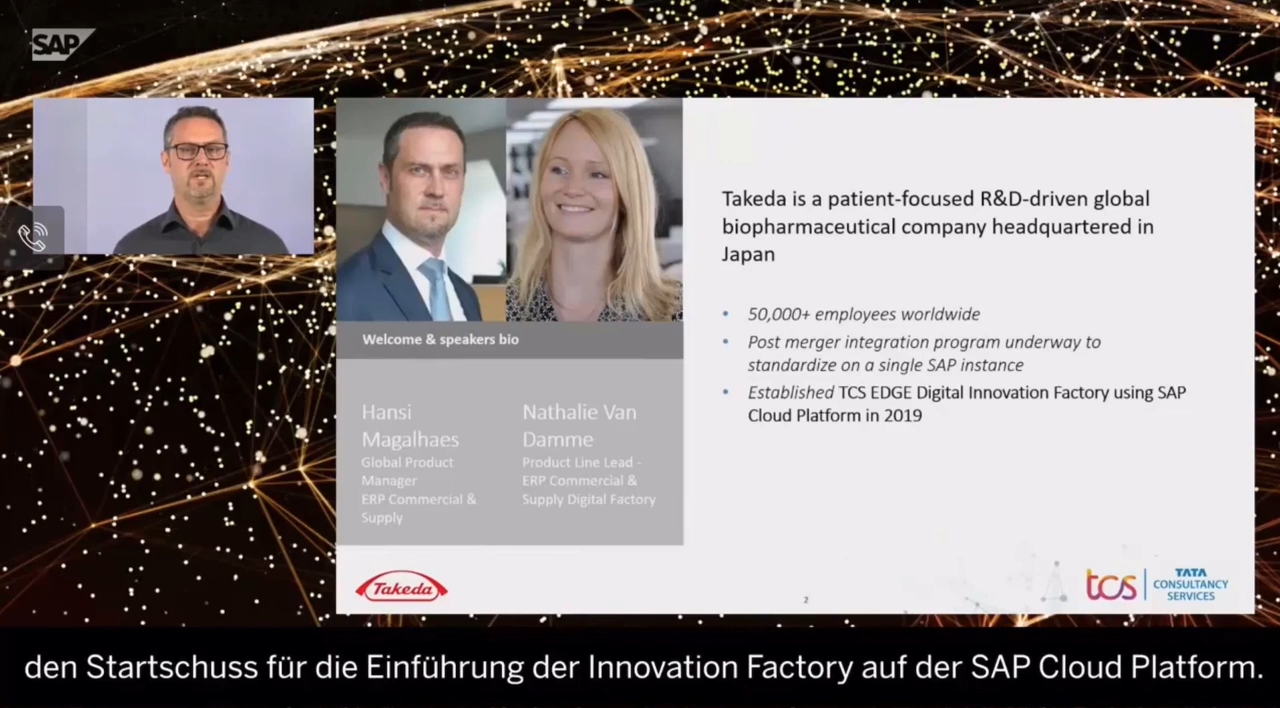 SAP
Welcome & speakers bio
Hansi
Magalhaes
Global Product
Manager
ERP Commercial &
Supply
Nathalie Van
Damme
Product Line Lead -
ERP Commercial &
Supply Digital Factory
Takeda is a patient-focused R&D-driven global
biopharmaceutical company headquartered in
Japan
• 50,000+ employees worldwide
• Post merger integration program underway to
standardize on a single SAP instance
• Established TCS EDGE Digital Innovation Factory using SAP
Cloud Platform in 2019
Takeda
2
tcs
TATA
CONSULTANCY
SERVICES
den Startschuss für die Einführung der Innovation Factory auf der SAP Cloud Platform.